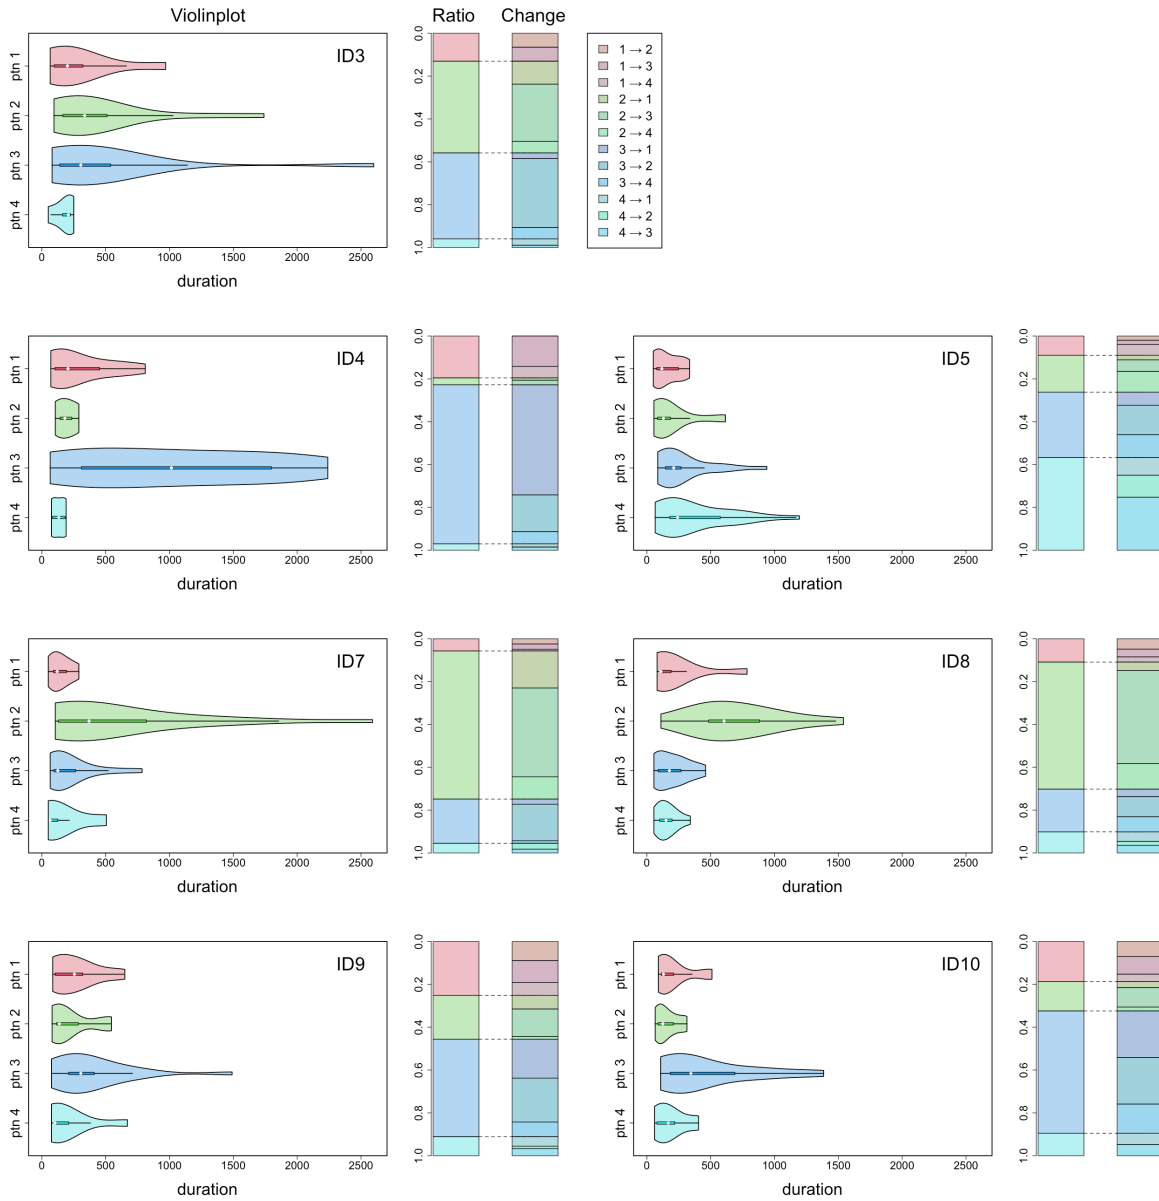 Violinplot Ratio Change
ID3
ptn 1
ptn 2
ptn 3
ptn 4
0 500 1000 1500 2000 2500
duration
0.0
0.2
0.4
0.6
0.8
1.0
1 → 2
1 → 3
1 → 4
2 → 1
2 → 3
2 → 4
3 → 1
3 → 2
3 → 4
4 → 1
4 → 2
4 → 3
ID4
ptn 1
ptn 2
ptn 3
ptn 4
0 500 1000 1500 2000 2500
duration
0.0
0.2
0.4
0.6
0.8
1.0
ID5
ptn 1
ptn 2
ptn 3
ptn 4
0 500 1000 1500 2000 2500
duration
0.0
0.2
0.4
0.6
0.8
1.0
ID7
ptn 1
ptn 2
ptn 3
ptn 4
0 500 1000 1500 2000 2500
duration
0.0
0.2
0.4
0.6
0.8
1.0
ID8
ptn 1
ptn 2
ptn 3
ptn 4
0 500 1000 1500 2000 2500
duration
0.0
0.2
0.4
0.6
0.8
1.0
ID9
ptn 1
ptn 2
ptn 3
ptn 4
0 500 1000 1500 2000 2500
duration
0.0
0.2
0.4
0.6
0.8
1.0
ID10
ptn 1
ptn 2
ptn 3
ptn 4
0 500 1000 1500 2000 2500
duration
0.0
0.2
0.4
0.6
0.8
1.0